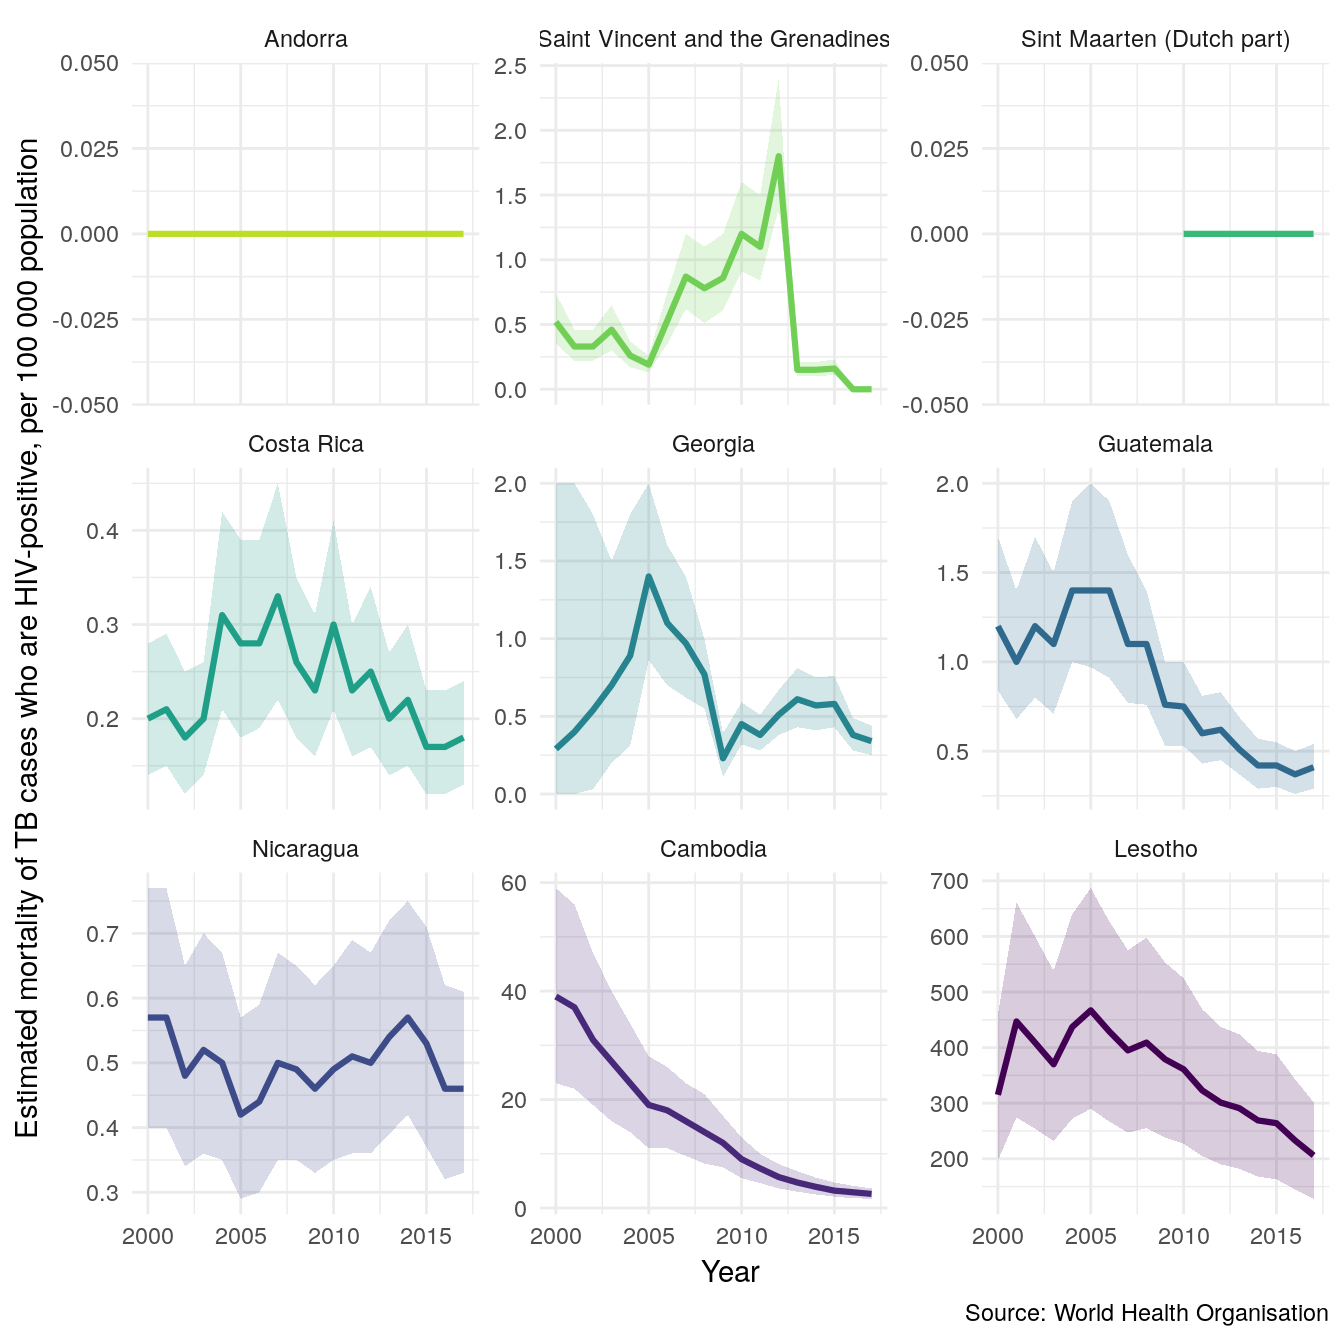 Andorra
Saint Vincent and the Grenadines
Sint Maarten (Dutch part)
0.050
0.025
0.000
-0.025
-0.050
2.5
2.0
1.5
1.0
0.5
0.0
0.050
0.025
0.000
-0.025
-0.050
Costa Rica
Georgia
Guatemala
0.4
0.3
0.2
2.0
1.5
1.0
0.5
0.0
2.0
1.5
1.0
0.5
Nicaragua
Cambodia
Lesotho
0.7
0.6
0.5
0.4
0.3
60
40
20
0
700
600
500
400
300
200
2000 2005 2010 2015
2000 2005 2010 2015
2000 2005 2010 2015
Estimated mortality of TB cases who are HIV-positive, per 100 000 population
Year
Source: World Health Organisation